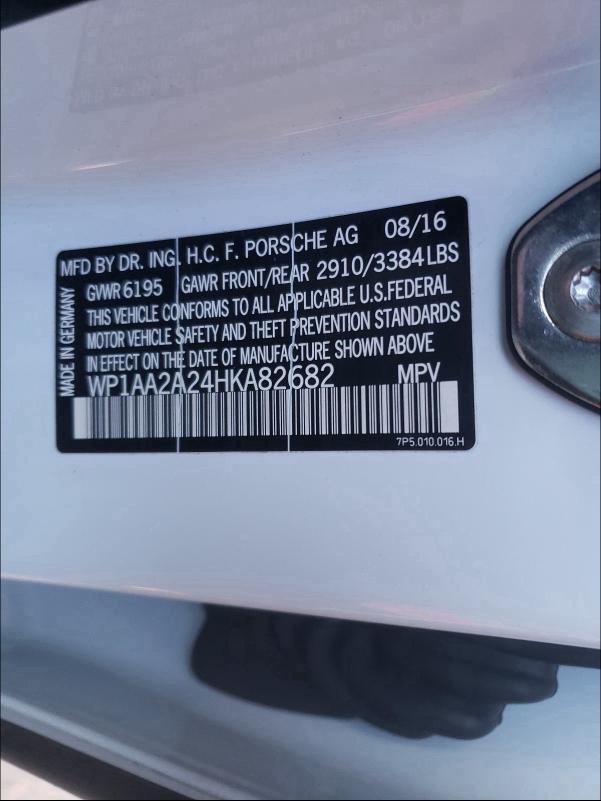 MFD BY DR. ING. H.C. F. PORSCHE AG 08/16
GVWR 6195 GAWR FRONT/REAR 2910/3384 LBS
THIS VEHICLE CONFORMS TO ALL APPLICABLE U.S. FEDERAL
MOTOR VEHICLE SAFETY AND THEFT PREVENTION STANDARDS
IN EFFECT ON THE DATE OF MANUFACTURE SHOWN ABOVE
WP1AA2A24HKA82682 MPV
7P5.010.016.H
MADE IN GERMANY